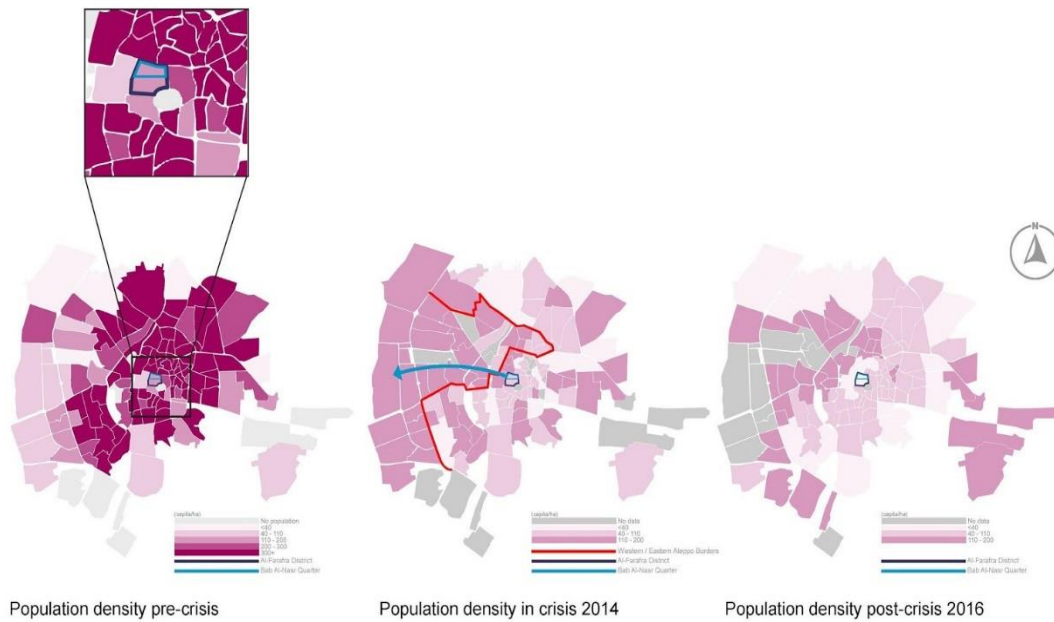 N
(capita/ha)
No population
<40
40 - 110
110 - 200
200 - 300
300+
Al-Farafra District
Bab Al-Nasr Quarter
(capita/ha)
No data
<40
40 - 110
110 - 200
Western / Eastern Aleppo Borders
Al-Farafra District
Bab Al-Nasr Quarter
(capita/ha)
No data
<40
40 - 110
110 - 200
Al-Farafra District
Bab Al-Nasr Quarter
Population density pre-crisis
Population density in crisis 2014
Population density post-crisis 2016